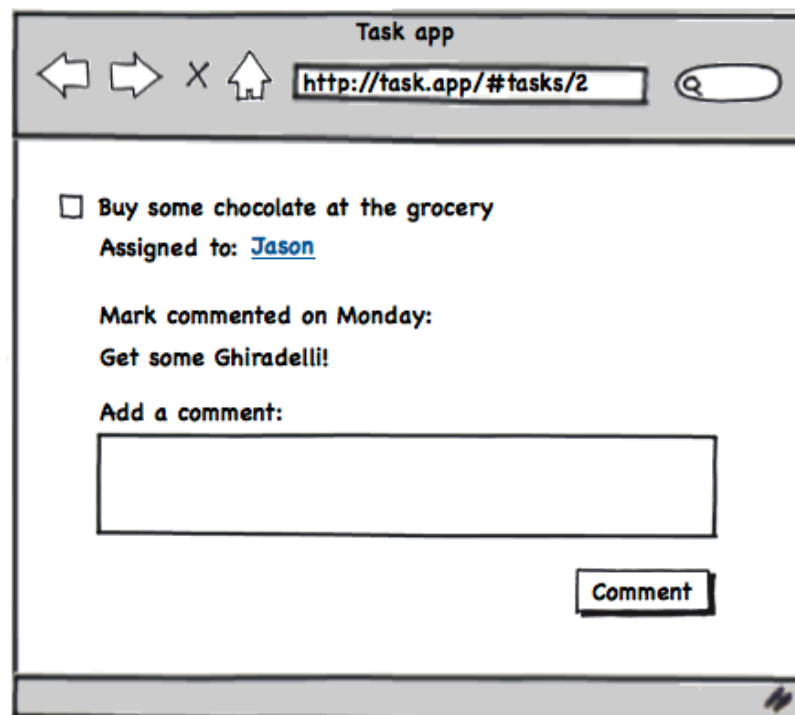 Task app
http://task.app/#tasks/2
Buy some chocolate at the grocery
Assigned to: Jason
Mark commented on Monday:
Get some Ghiradelli!
Add a comment:
Comment